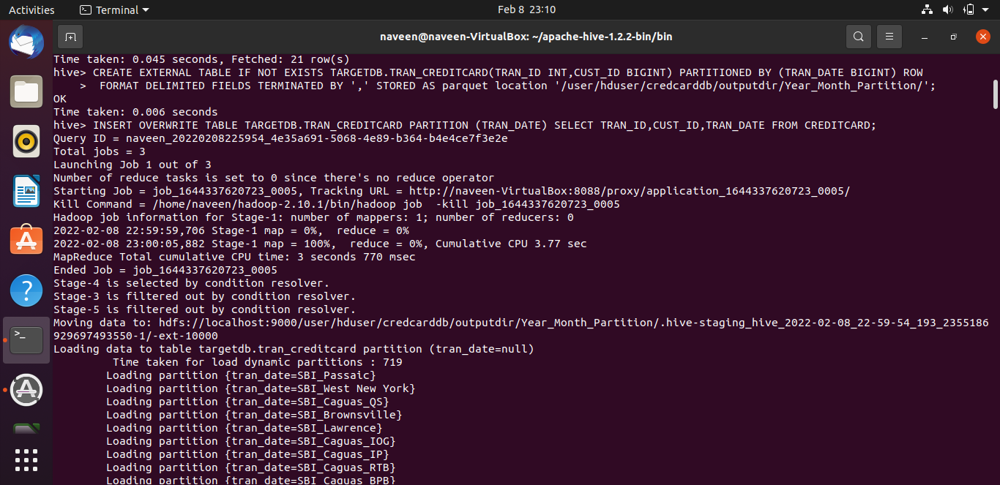 Activities
Terminal
Feb 8 23:10
naveen@naveen-VirtualBox: ~/apache-hive-1.2.2-bin/bin
Time taken: 0.045 seconds, Fetched: 21 row(s)
hive> CREATE EXTERNAL TABLE IF NOT EXISTS TARGETDB.TRAN_CREDITCARD(TRAN_ID INT,CUST_ID BIGINT) PARTITIONED BY (TRAN_DATE BIGINT) ROW
    >  FORMAT DELIMITED FIELDS TERMINATED BY ',' STORED AS parquet location '/user/hduser/credcarddb/outputdir/Year_Month_Partition/';
OK
Time taken: 0.006 seconds
hive> INSERT OVERWRITE TABLE TARGETDB.TRAN_CREDITCARD PARTITION (TRAN_DATE) SELECT TRAN_ID,CUST_ID,TRAN_DATE FROM CREDITCARD;
Query ID = naveen_20220208225954_4e35a691-5068-4e89-b364-b4e4ce7f3e2e
Total jobs = 3
Launching Job 1 out of 3
Number of reduce tasks is set to 0 since there's no reduce operator
Starting Job = job_1644337620723_0005, Tracking URL = http://naveen-VirtualBox:8088/proxy/application_1644337620723_0005/
Kill Command = /home/naveen/hadoop-2.10.1/bin/hadoop job  -kill job_1644337620723_0005
Hadoop job information for Stage-1: number of mappers: 1; number of reducers: 0
2022-02-08 22:59:59,706 Stage-1 map = 0%,  reduce = 0%
2022-02-08 23:00:05,882 Stage-1 map = 100%,  reduce = 0%, Cumulative CPU 3.77 sec
MapReduce Total cumulative CPU time: 3 seconds 770 msec
Ended Job = job_1644337620723_0005
Stage-4 is selected by condition resolver.
Stage-3 is filtered out by condition resolver.
Stage-5 is filtered out by condition resolver.
Moving data to: hdfs://localhost:9000/user/hduser/credcarddb/outputdir/Year_Month_Partition/.hive-staging_hive_2022-02-08_22-59-54_193_2355186
929697493550-1/-ext-10000
Loading data to table targetdb.tran_creditcard partition (tran_date=null)
         Time taken for load dynamic partitions : 719
        Loading partition {tran_date=SBI_Passaic}
        Loading partition {tran_date=SBI_West New York}
        Loading partition {tran_date=SBI_Caguas_QS}
        Loading partition {tran_date=SBI_Brownsville}
        Loading partition {tran_date=SBI_Lawrence}
        Loading partition {tran_date=SBI_Caguas_IOG}
        Loading partition {tran_date=SBI_Caguas_IP}
        Loading partition {tran_date=SBI_Caguas_RTB}
        Loading partition {tran_date=SBI_Caguas_BPB}